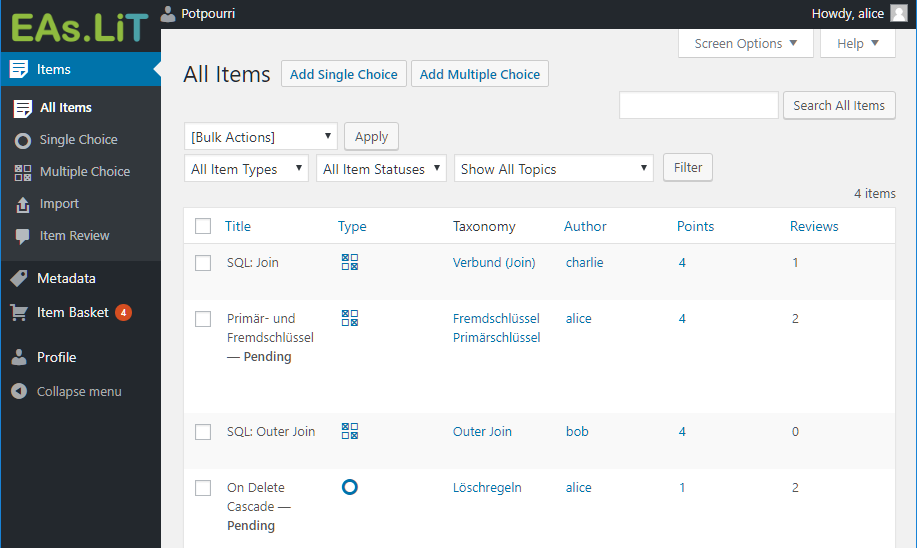 EAs.LiT
Potpourri
Howdy, alice
Screen Options
Help
Items
All Items
Single Choice
Multiple Choice
Import
Item Review
Metadata
Item Basket 4
Profile
Collapse menu
All Items Add Single Choice Add Multiple Choice
Search All Items
[Bulk Actions] Apply
All Item Types All Item Statuses Show All Topics Filter
4 items
Title Type Taxonomy Author Points Reviews
SQL: Join Verbund (Join) charlie 4 1
Primär- und Fremdschlüssel alice 4 2
Fremdschlüssel Primärschlüssel
— Pending
SQL: Outer Join Outer Join bob 4 0
On Delete Löschregeln alice 1 2
Cascade —
Pending